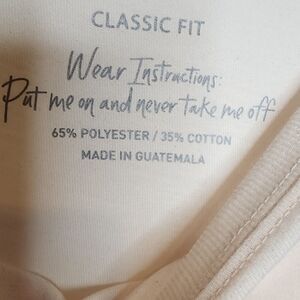 CLASSIC FIT
Wear Instructions:
Put me on and never take me off
65% POLYESTER / 35% COTTON
MADE IN GUATEMALA